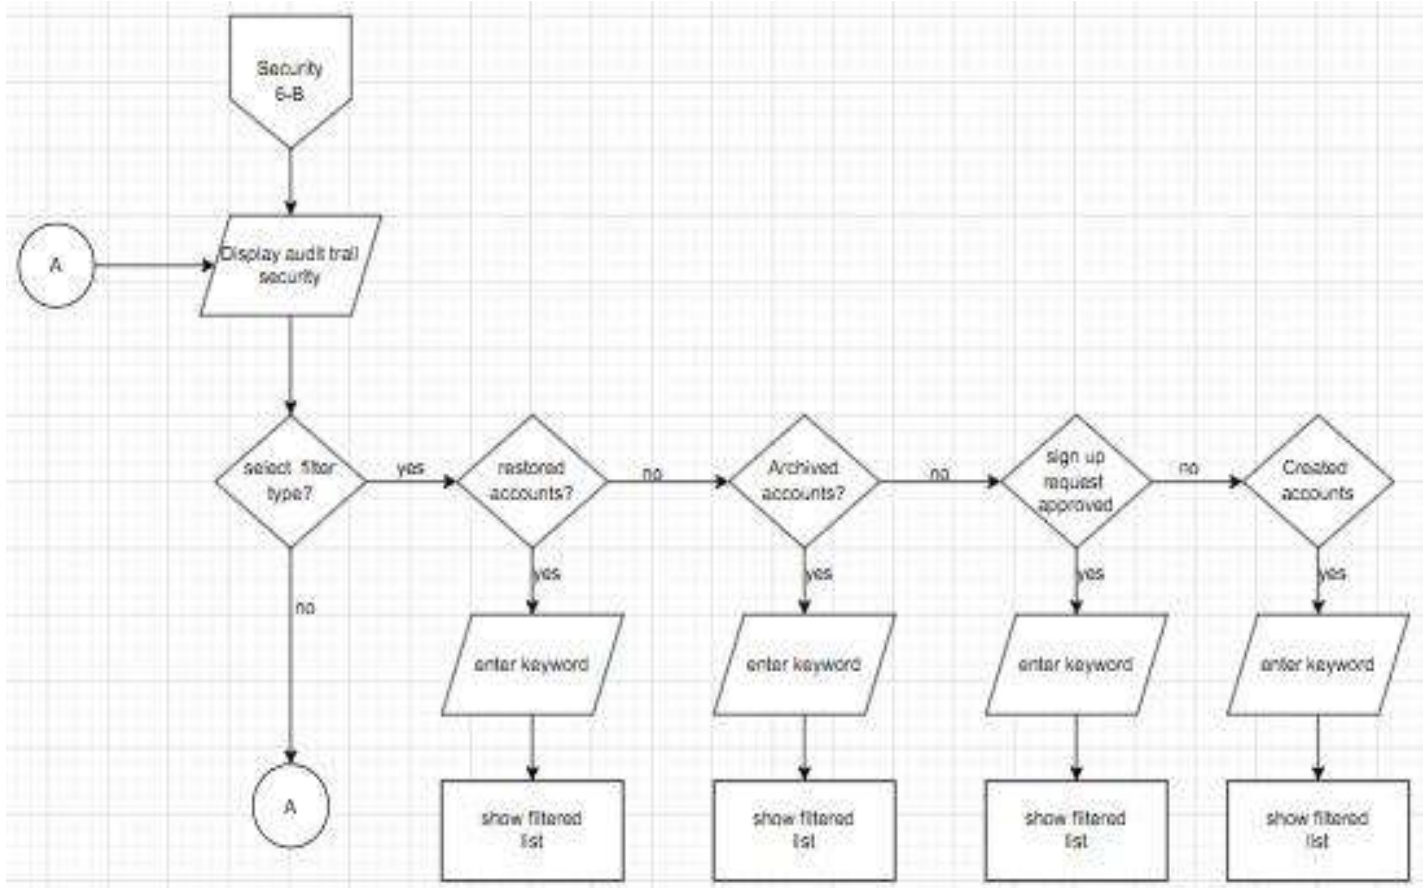 Security
6-B
A
Display audit trail
security
select filter
type?
yes
restored
accounts?
no
Archived
accounts?
no
sign up
request
approved
no
Created
accounts
no
yes
yes
yes
yes
enter keyword
enter keyword
enter keyword
enter keyword
A
show filtered
list
show filtered
list
show filtered
list
show filtered
list